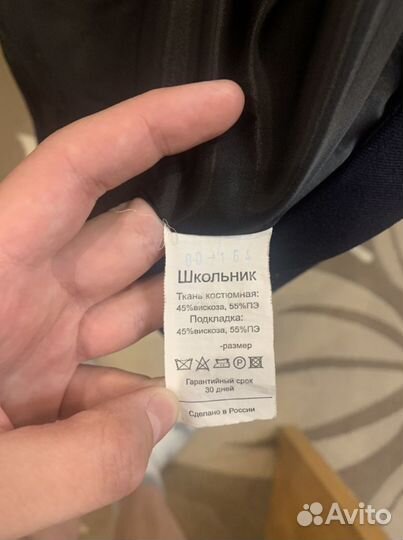 Школьник
Ткань костюмная:
45%вискоза, 55%ПЭ
Подкладка:
45%вискоза, 55%ПЭ
-размер
P
Гарантийный срок
30 дней
Сделано в России
Avito